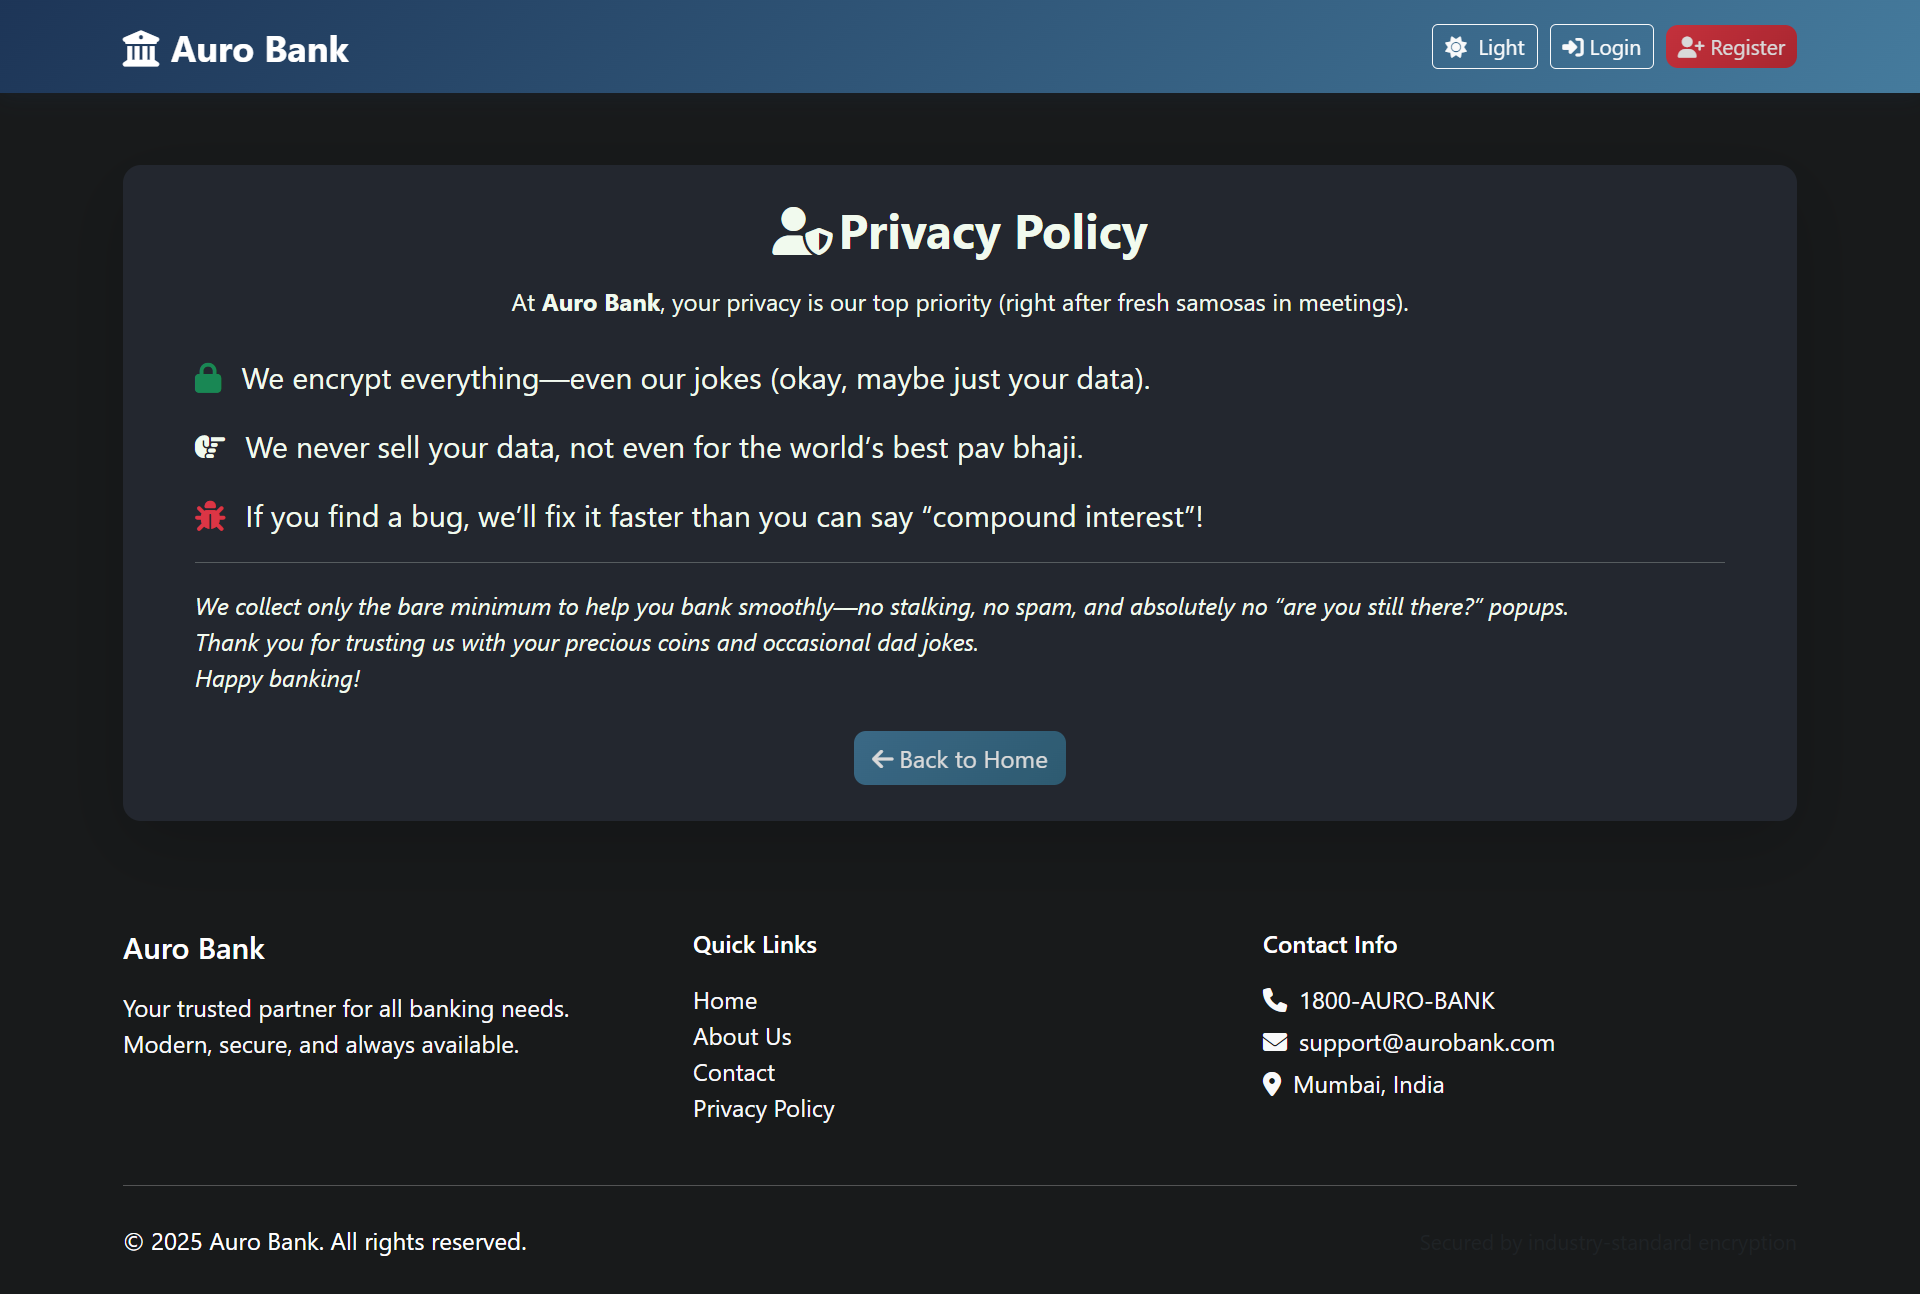 Auro Bank
Light
Login
Register
Privacy Policy
At Auro Bank, your privacy is our top priority (right after fresh samosas in meetings).
We encrypt everything—even our jokes (okay, maybe just your data).
We never sell your data, not even for the world’s best pav bhaji.
If you find a bug, we’ll fix it faster than you can say “compound interest”!
We collect only the bare minimum to help you bank smoothly—no stalking, no spam, and absolutely no “are you still there?” popups.
Thank you for trusting us with your precious coins and occasional dad jokes.
Happy banking!
Back to Home
Auro Bank
Your trusted partner for all banking needs.
Modern, secure, and always available.
Quick Links
Home
About Us
Contact
Privacy Policy
Contact Info
1800-AURO-BANK
support@aurobank.com
Mumbai, India
© 2025 Auro Bank. All rights reserved.
Secured by industry-standard encryption